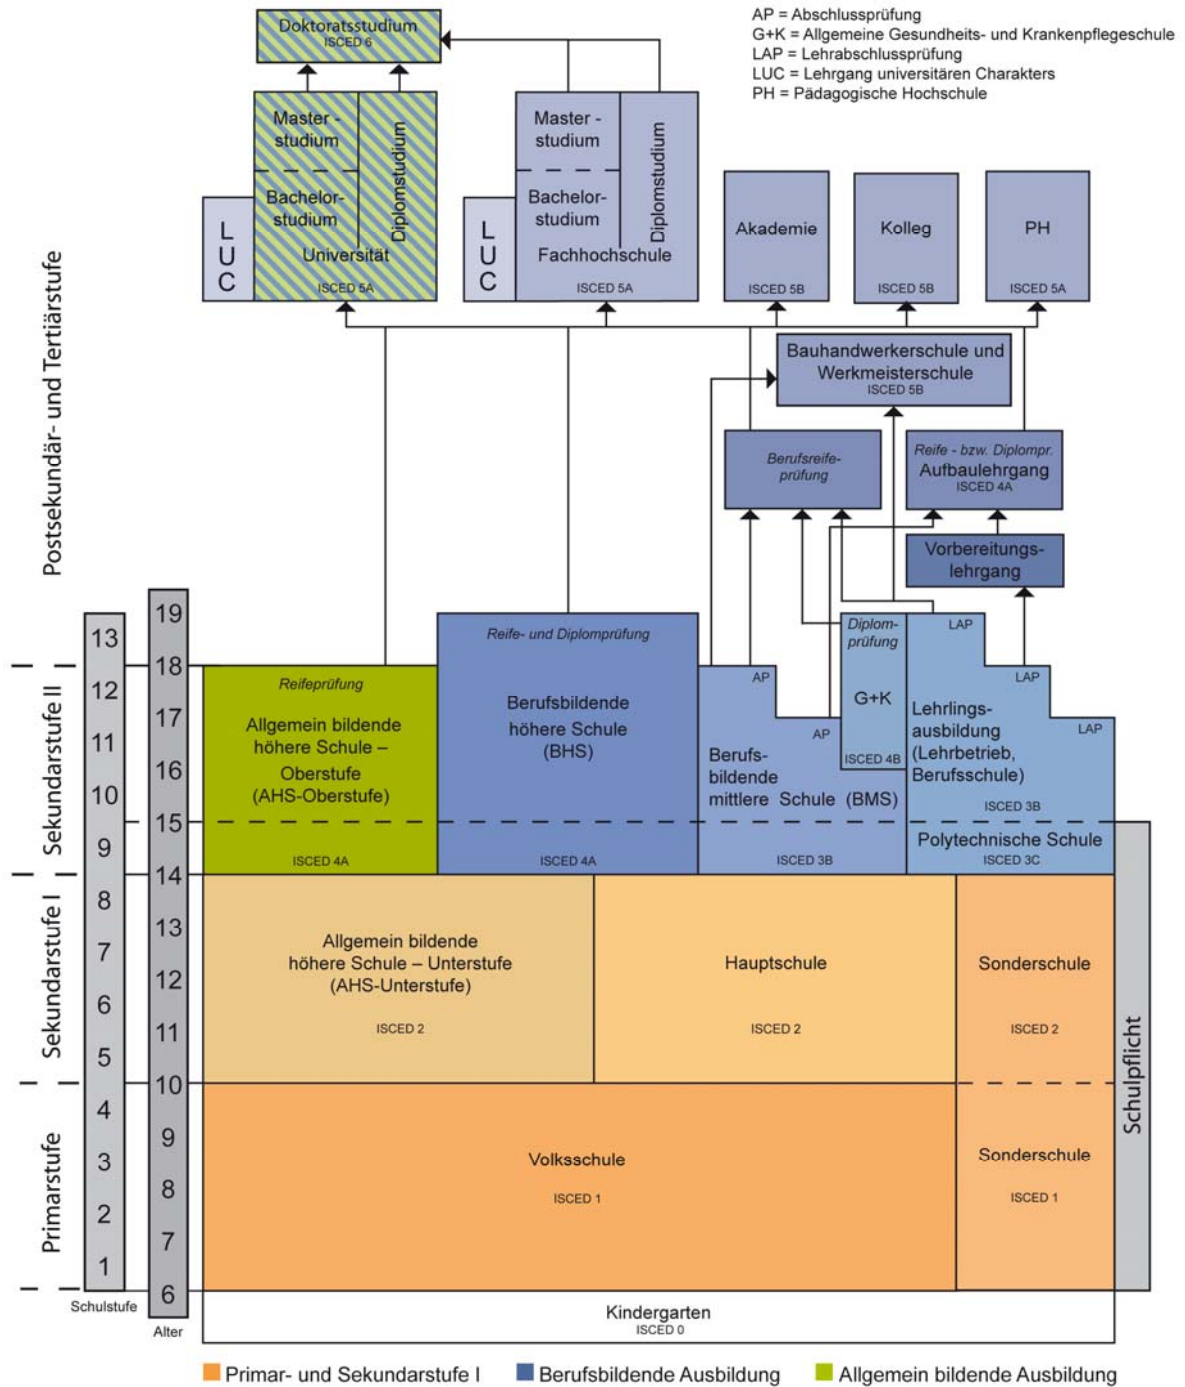 AP = Abschlussprüfung
G+K = Allgemeine Gesundheits- und Krankenpflegeschule
LAP = Lehrabschlussprüfung
LUC = Lehrgang universitären Charakters
PH = Pädagogische Hochschule
Doktoratsstudium
ISCED 6
Master-
studium
Bachelor-
studium
Diplomstudium
Universität
ISCED 5A
L
U
C
Master-
studium
Bachelor-
studium
Diplomstudium
Fachhochschule
ISCED 5A
L
U
C
Akademie
ISCED 5B
Kolleg
ISCED 5B
PH
ISCED 5A
Bauhandwerkerschule und
Werkmeisterschule
ISCED 5B
Berufsreife-
prüfung
Reife - bzw. Diplompr.
Aufbaulehrgang
ISCED 4A
Vorbereitungs-
lehrgang
Postsekundär- und Tertiärstufe
Sekundarstufe II
Sekundarstufe I
Primarstufe
13
12
11
10
9
8
7
6
5
4
3
2
1
Schulstufe
19
18
17
16
15
14
13
12
11
10
9
8
7
6
Alter
Reifeprüfung
Allgemein bildende
höhere Schule –
Oberstufe
(AHS-Oberstufe)
ISCED 4A
Reife- und Diplomprüfung
Berufsbildende
höhere Schule
(BHS)
ISCED 4A
AP
AP
Berufs-
bildende
mittlere Schule (BMS)
ISCED 3B
Diplom-
prüfung
G+K
ISCED 4B
LAP
LAP
LAP
Lehrlings-
ausbildung
(Lehrbetrieb,
Berufsschule)
ISCED 3B
Polytechnische Schule
ISCED 3C
Allgemein bildende
höhere Schule – Unterstufe
(AHS-Unterstufe)
ISCED 2
Hauptschule
ISCED 2
Sonderschule
ISCED 2
Volksschule
ISCED 1
Sonderschule
ISCED 1
Schulpflicht
Kindergarten
ISCED 0
Primar- und Sekundarstufe I
Berufsbildende Ausbildung
Allgemein bildende Ausbildung